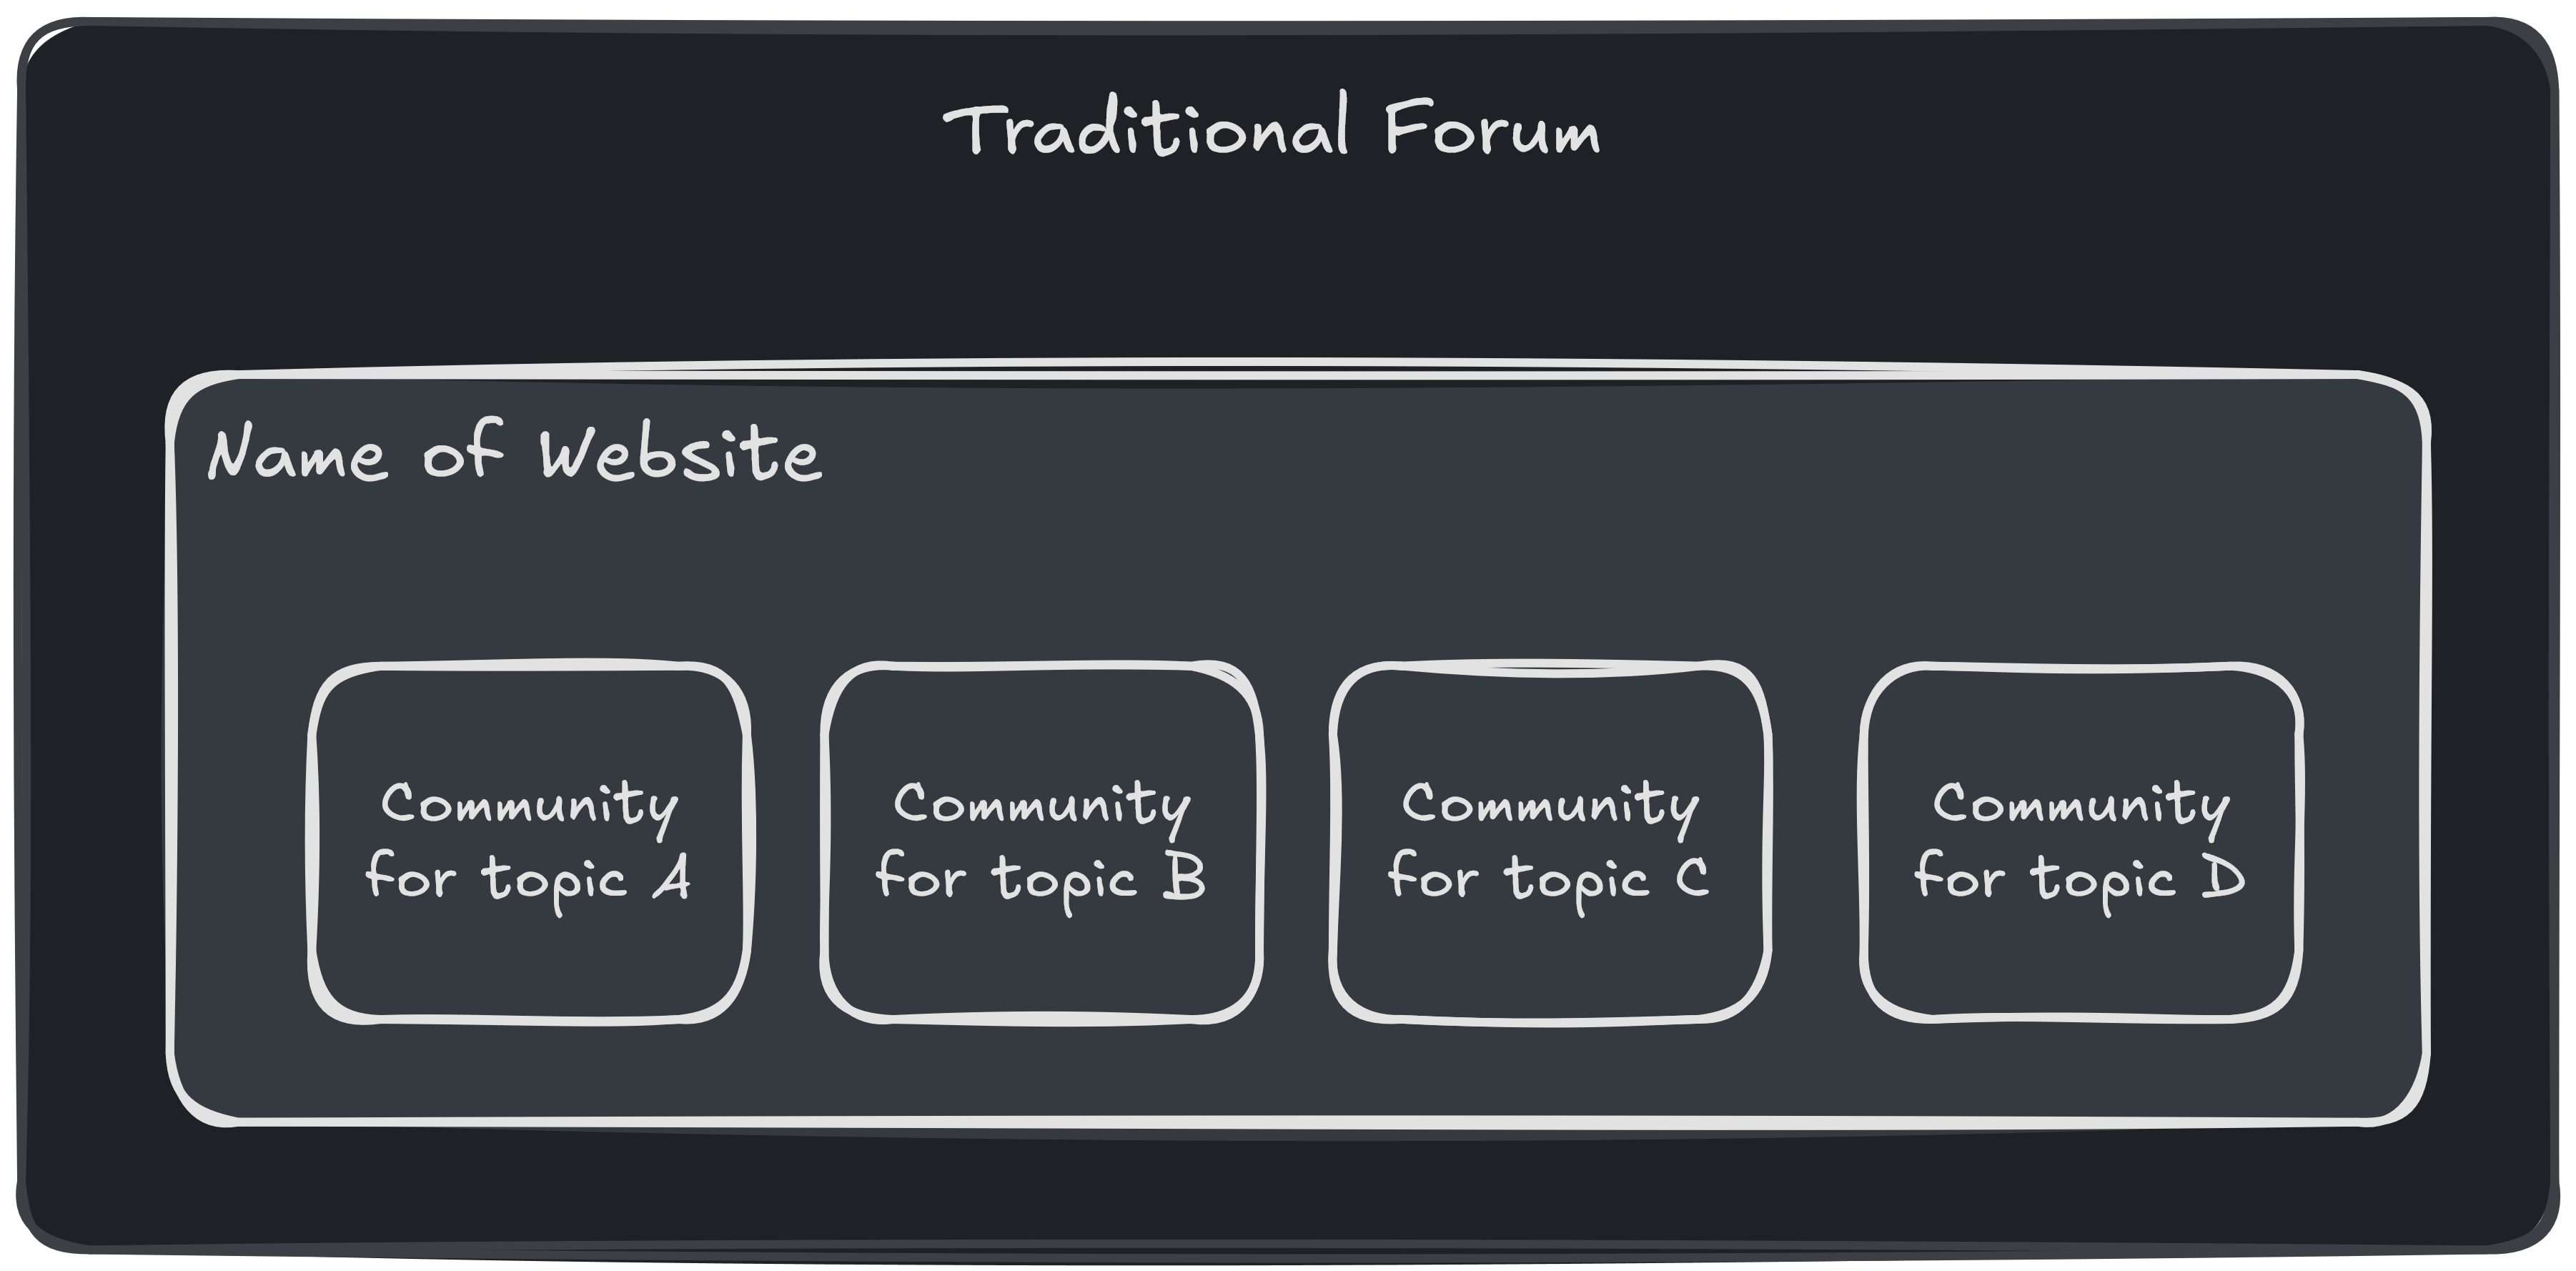 Traditional Forum
Name of Website
Community
for topic A
Community
for topic B
Community
for topic C
Community
for topic D